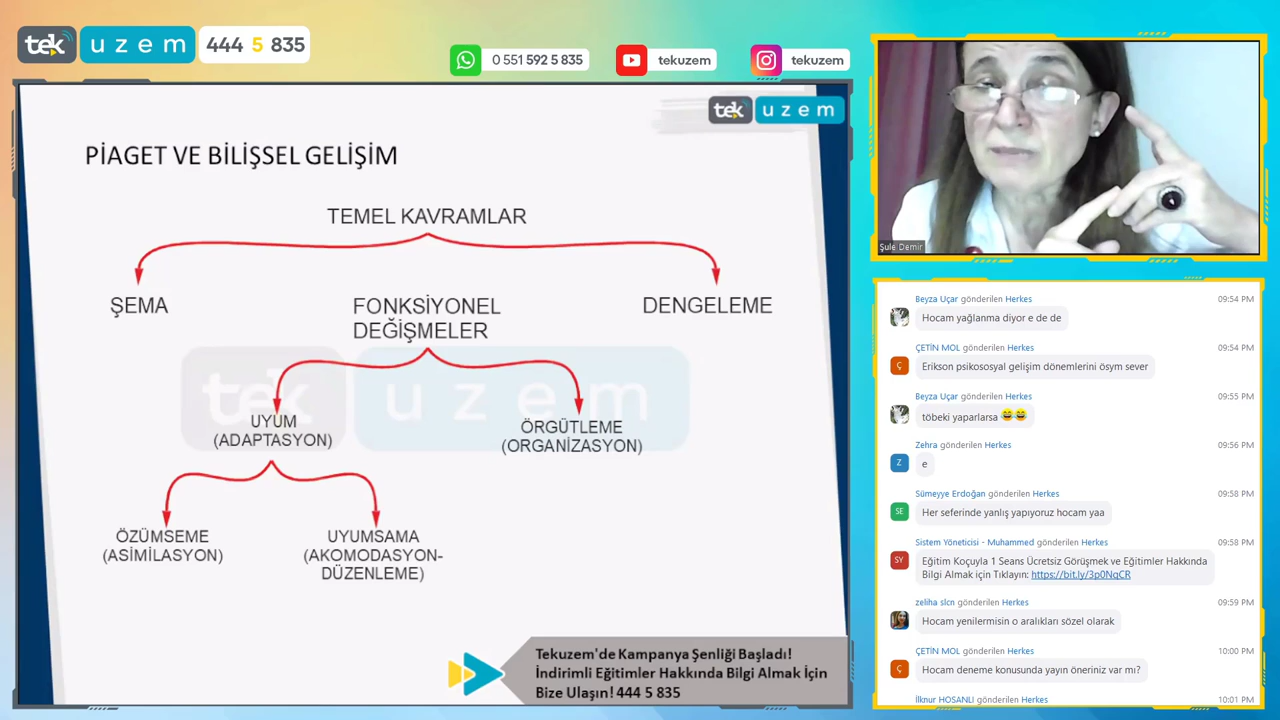 tek uzem 444 5 835
0 551 592 5 835
tekuzem
tekuzem
tek uzem
PİAGET VE BİLİŞSEL GELİŞİM
TEMEL KAVRAMLAR
ŞEMA
FONKSİYONEL
DEĞİŞMELER
DENGELEME
tek uzem
UYUM
(ADAPTASYON)
ÖRGÜTLEME
(ORGANİZASYON)
ÖZÜMSEME
(ASİMİLASYON)
UYUMSAMA
(AKOMODASYON-
DÜZENLEME)
Tekuzem'de Kampanya Şenliği Başladı!
İndirimli Eğitimler Hakkında Bilgi Almak İçin
Bize Ulaşın! 444 5 835
Şule Demir
Beyza Uçar gönderilen Herkes 09:54 PM
Hocam yağlanma diyor e de de
ÇETİN MOL gönderilen Herkes 09:54 PM
Ç
Erikson psikososyal gelişim dönemlerini ösym sever
Beyza Uçar gönderilen Herkes 09:55 PM
töbeki yaparlarsa 😅😅
Zehra gönderilen Herkes 09:56 PM
Z
e
Sümeyye Erdoğan gönderilen Herkes 09:58 PM
SE
Her seferinde yanlış yapıyoruz hocam yaa
Sistem Yöneticisi - Muhammed gönderilen Herkes 09:58 PM
SY
Eğitim Koçuyla 1 Seans Ücretsiz Görüşmek ve Eğitimler Hakkında
Bilgi Almak için Tıklayın: https://bit.ly/3p0NqCR
zeliha slcn gönderilen Herkes 09:59 PM
Hocam yenilermisin o aralıkları sözel olarak
ÇETİN MOL gönderilen Herkes 10:00 PM
Ç
Hocam deneme konusunda yayın öneriniz var mı?
İlknur HOSANLI gönderilen Herkes 10:01 PM